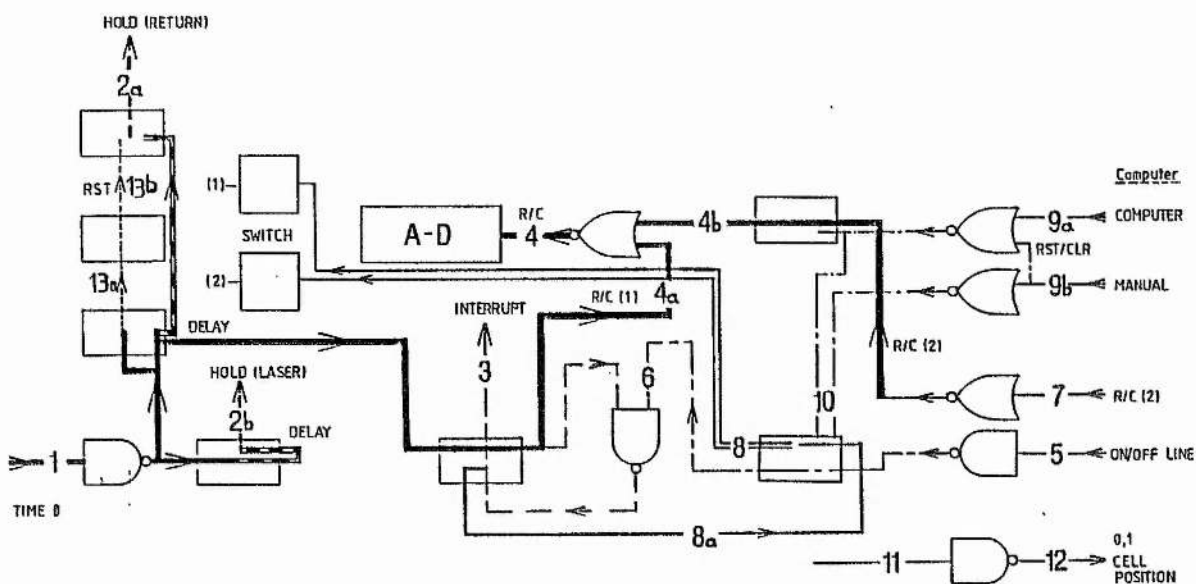 HOLD (RETURN)
2a
RST 13b
(1)
Computer
R/C
A-D
4
4b
9a
COMPUTER
SWITCH
RST/CLR
13a
(2)
4a
9b
MANUAL
R/C (1)
INTERRUPT
DELAY
R/C (2)
HOLD (LASER)
3
6
10
7
R/C (2)
2b
DELAY
1
8
5
ON/OFF LINE
TIME 0
8a
0,1
11
12
CELL
POSITION